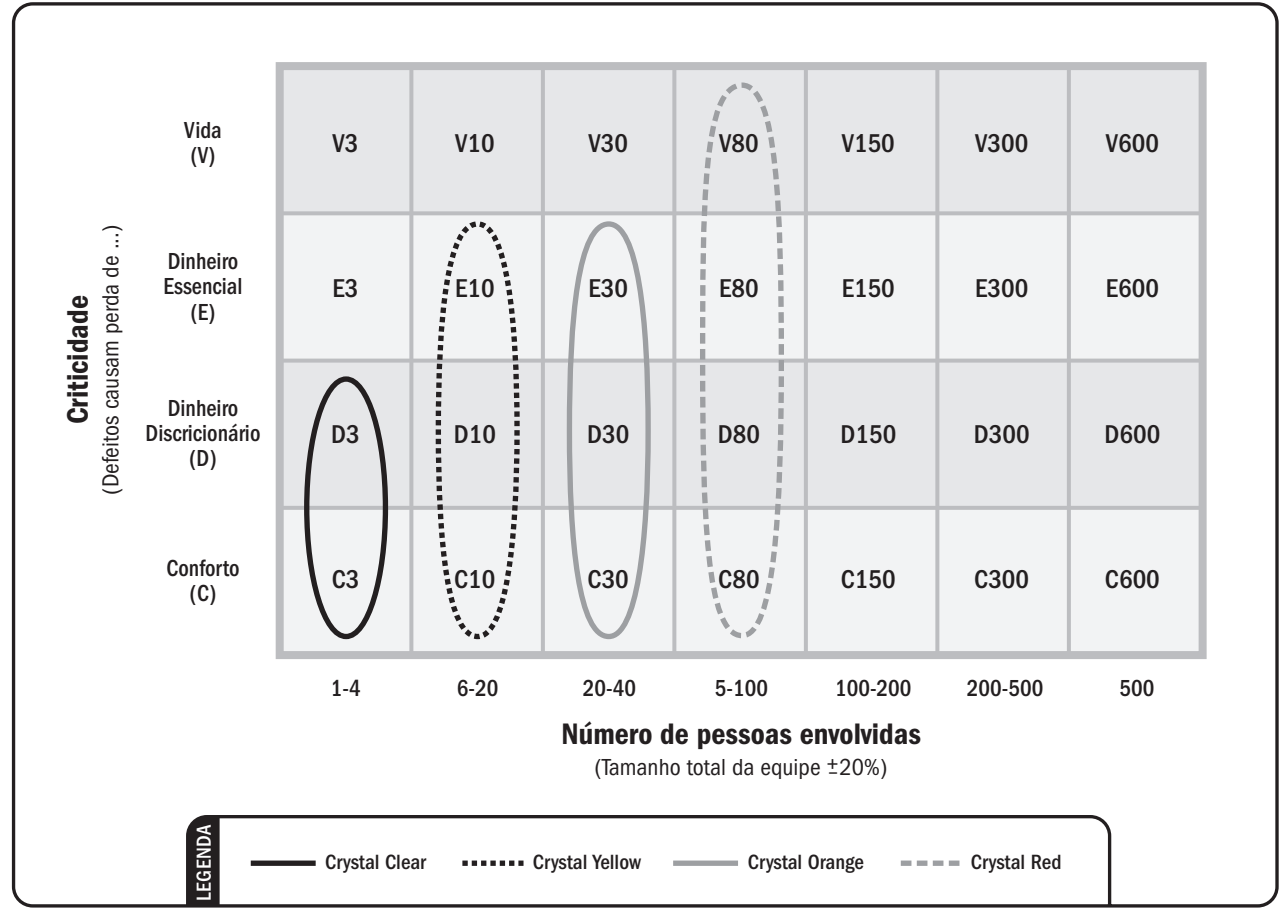 Criticidade
(Defeitos causam perda de ...)
Vida
(V)
V3 V10 V30 V80 V150 V300 V600
Dinheiro
Essencial
(E)
E3 E10 E30 E80 E150 E300 E600
Dinheiro
Discricionário
(D)
D3 D10 D30 D80 D150 D300 D600
Conforto
(C)
C3 C10 C30 C80 C150 C300 C600
1-4 6-20 20-40 5-100 100-200 200-500 500
Número de pessoas envolvidas
(Tamanho total da equipe ±20%)
LEGENDA
Crystal Clear Crystal Yellow Crystal Orange Crystal Red